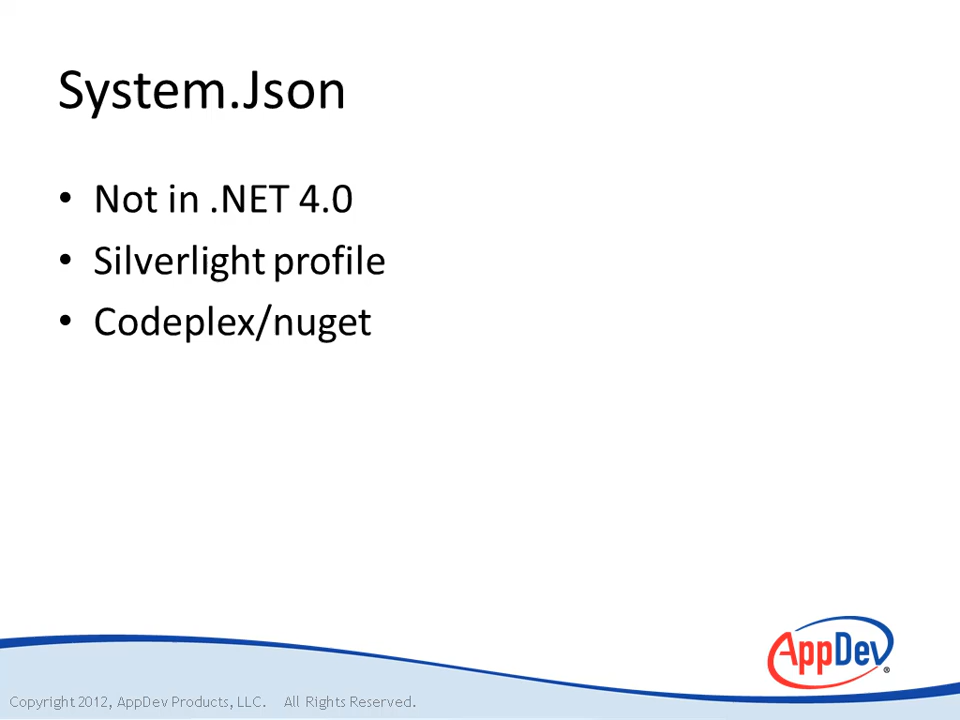 System.Json
• Not in .NET 4.0
• Silverlight profile
• Codeplex/nuget
AppDev®
Copyright 2012, AppDev Products, LLC. All Rights Reserved.